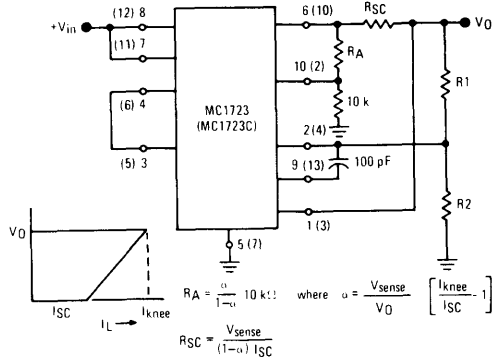 (12) 8
6 (10)
RSC
+Vin
VO
(11) 7
RA
R1
10 (2)
(6) 4
MC1723
(MC1723C)
10 k
2 (4)
(5) 3
9 (13)
100 pF
1 (3)
R2
5 (7)
VO
ISC
IL
Iknee
RA = α/1-α 10 kΩ where α = Vsense/VO [Iknee/ISC - 1]
RSC = Vsense/(1-α) ISC